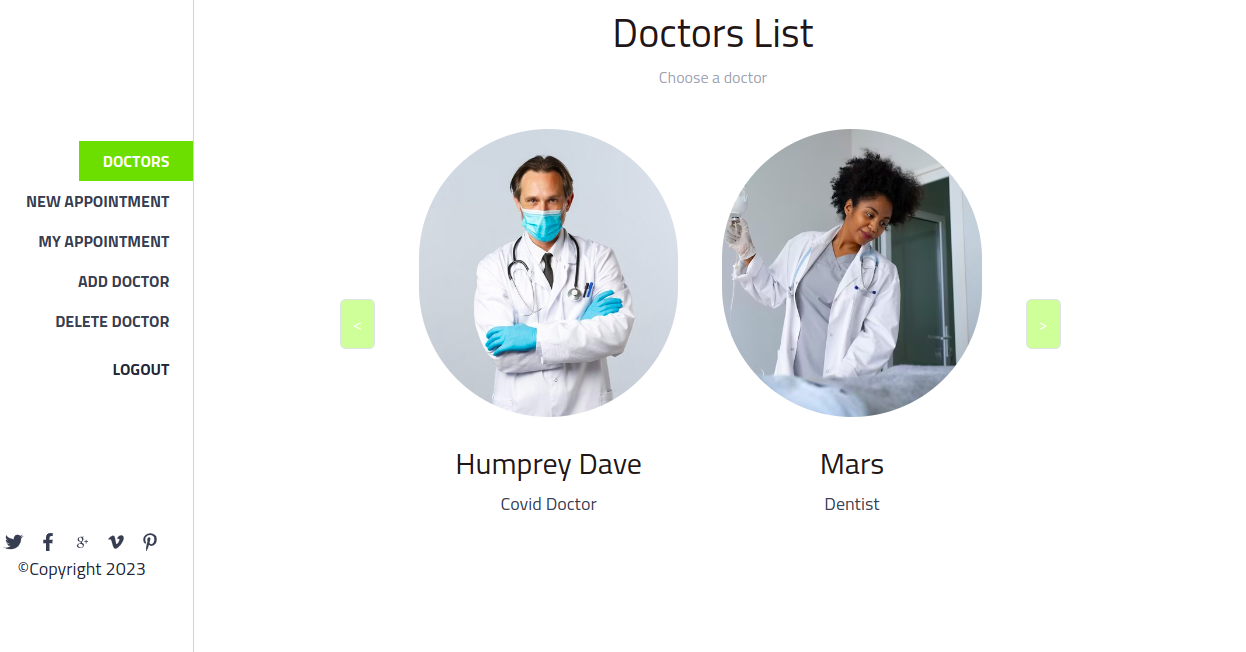 Doctors List
Choose a doctor
DOCTORS
NEW APPOINTMENT
MY APPOINTMENT
ADD DOCTOR
DELETE DOCTOR
LOGOUT
<
>
Humprey Dave
Mars
Covid Doctor
Dentist
©Copyright 2023